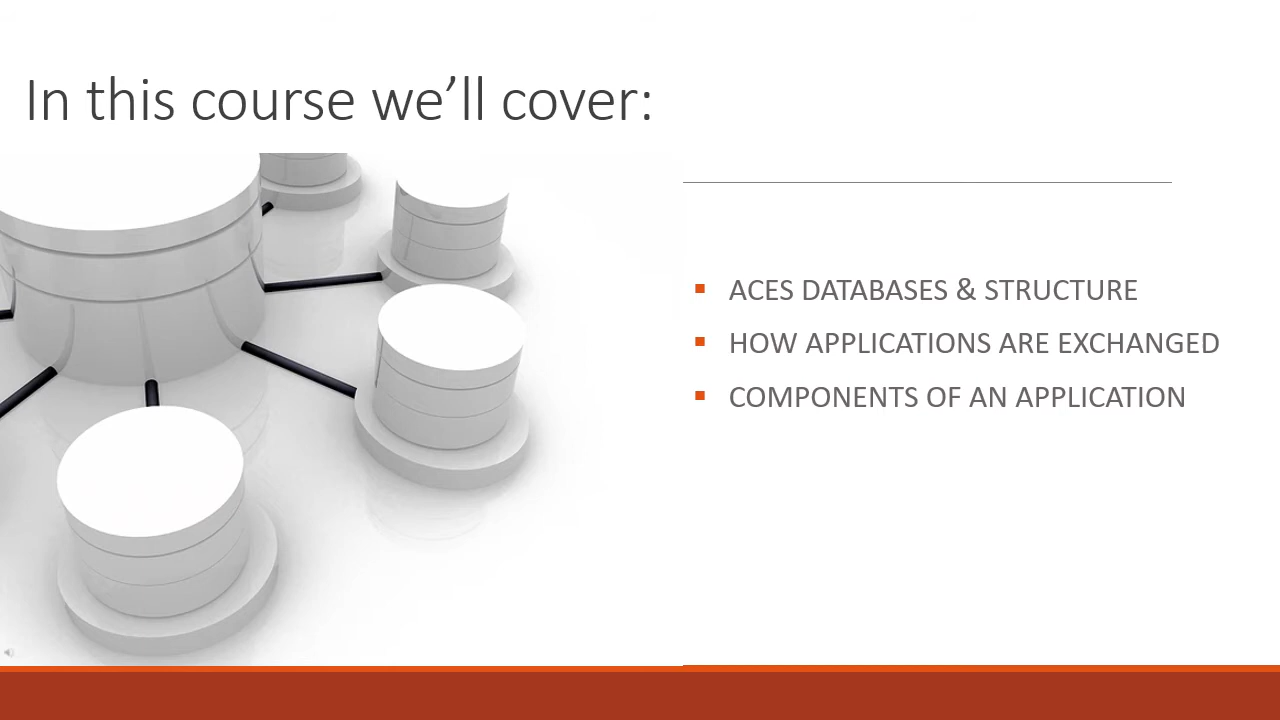 In this course we’ll cover:
ACES DATABASES & STRUCTURE
HOW APPLICATIONS ARE EXCHANGED
COMPONENTS OF AN APPLICATION